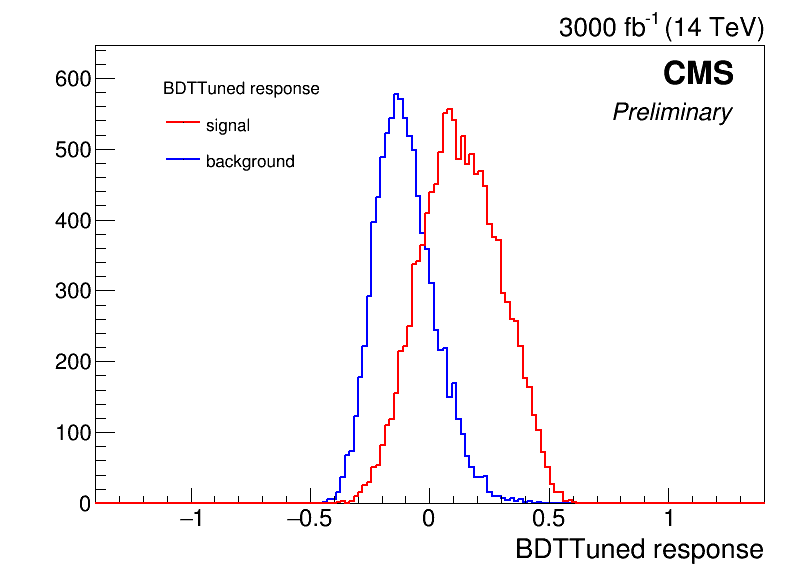 3000 fb⁻¹ (14 TeV)
CMS
Preliminary
BDTTuned response
signal
background
600
500
400
300
200
100
0
−1 −0.5 0 0.5 1
BDTTuned response